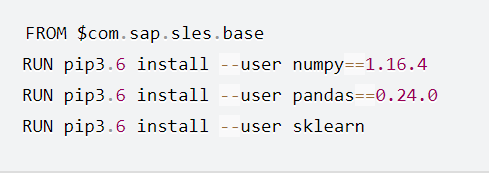 FROM $com.sap.sles.base
RUN pip3.6 install --user numpy==1.16.4
RUN pip3.6 install --user pandas==0.24.0
RUN pip3.6 install --user sklearn